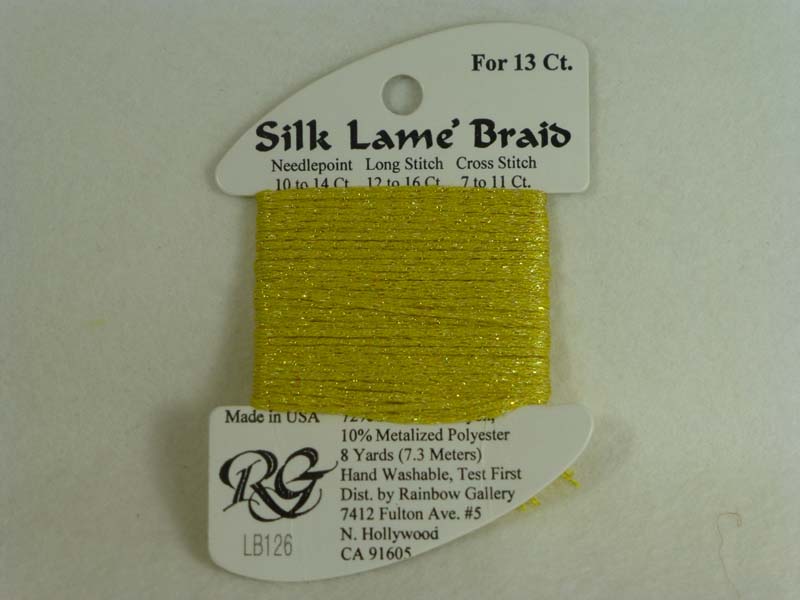 For 13 Ct.
Silk Lame' Braid
Needlepoint Long Stitch Cross Stitch
10 to 14 Ct. 12 to 16 Ct. 7 to 11 Ct.
Made in USA 72%
10% Metalized Polyester
8 Yards (7.3 Meters)
Hand Washable, Test First
Dist. by Rainbow Gallery
7412 Fulton Ave. #5
N. Hollywood
CA 91605
RG
LB126